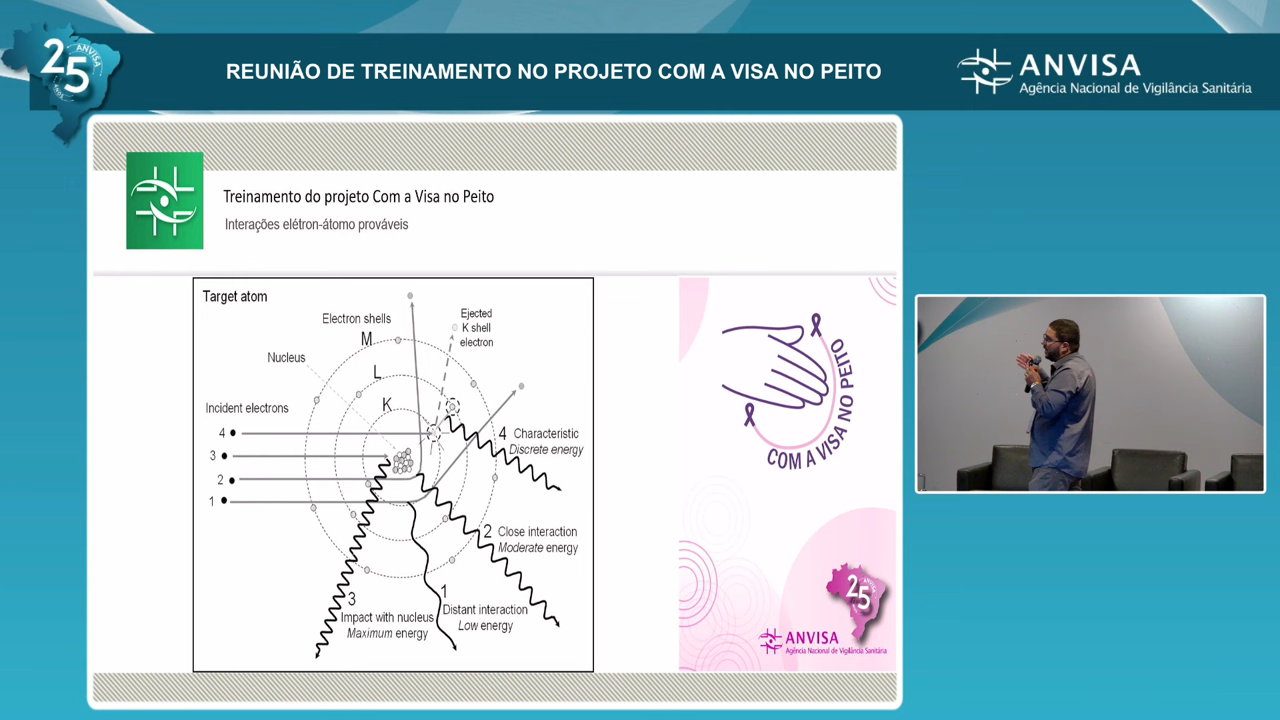 25
ANVISA
ANOS
REUNIÃO DE TREINAMENTO NO PROJETO COM A VISA NO PEITO
ANVISA
Agência Nacional de Vigilância Sanitária
Treinamento do projeto Com a Visa no Peito
Interações elétron-átomo prováveis
Target atom
Electron shells
Ejected
K shell
electron
M
Nucleus
L
K
Incident electrons
4
3
2
1
4 Characteristic
Discrete energy
2 Close interaction
Moderate energy
3
Impact with nucleus
Maximum energy
1
Distant interaction
Low energy
COM A VISA NO PEITO
25
ANVISA
Agência Nacional de Vigilância Sanitária